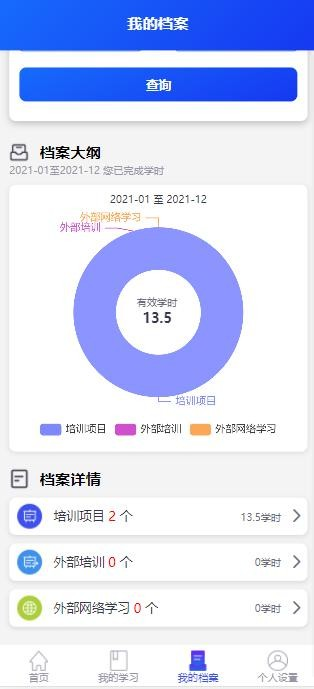 我的档案
查询
档案大纲
2021-01至2021-12 您已完成学时
2021-01 至 2021-12
外部网络学习
外部培训
有效学时
13.5
培训项目
培训项目 外部培训 外部网络学习
档案详情
培训项目 2 个 13.5学时
外部培训 0 个 0学时
外部网络学习 0 个 0学时
首页 我的学习 我的档案 个人设置